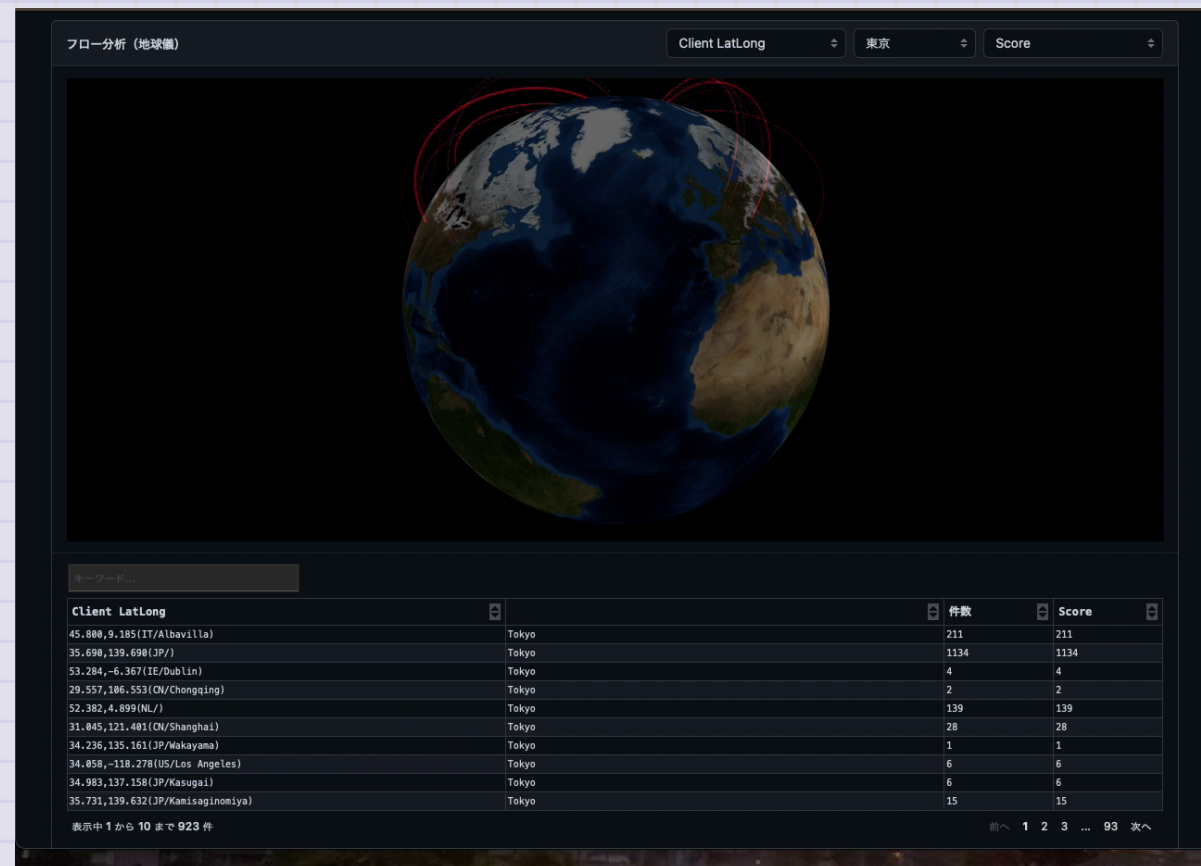 フロー分析（地球儀） Client LatLong 東京 Score
キーワード...
Client LatLong 件数 Score
45.800,9.185(IT/Albavilla) Tokyo 211 211
35.690,139.690(JP/) Tokyo 1134 1134
53.284,-6.367(IE/Dublin) Tokyo 4 4
29.557,106.553(CN/Chongqing) Tokyo 2 2
52.382,4.899(NL/) Tokyo 139 139
31.045,121.401(CN/Shanghai) Tokyo 28 28
34.236,135.161(JP/Wakayama) Tokyo 1 1
34.058,-118.278(US/Los Angeles) Tokyo 6 6
34.983,137.158(JP/Kasugai) Tokyo 6 6
35.731,139.632(JP/Kamisaginomiya) Tokyo 15 15
表示中 1 から 10 まで 923 件 前へ 1 2 3 ... 93 次へ